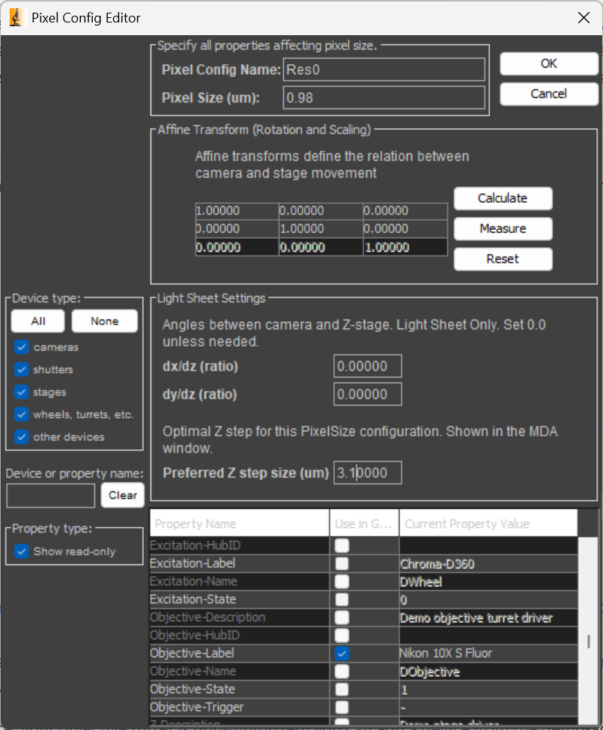 Pixel Config Editor
Specify all properties affecting pixel size.
Pixel Config Name: Res0
Pixel Size (um): 0.98
OK
Cancel
Affine Transform (Rotation and Scaling)
Affine transforms define the relation between
camera and stage movement
1.00000 0.00000 0.00000
0.00000 1.00000 0.00000
0.00000 0.00000 1.00000
Calculate
Measure
Reset
Device type:
All None
cameras
shutters
stages
wheels, turrets, etc.
other devices
Device or property name:
Clear
Property type:
Show read-only
Light Sheet Settings
Angles between camera and Z-stage. Light Sheet Only. Set 0.0
unless needed.
dx/dz (ratio) 0.00000
dy/dz (ratio) 0.00000
Optimal Z step for this PixelSize configuration. Shown in the MDA
window.
Preferred Z step size (um) 3.10000
Property Name Use in G... Current Property Value
Excitation-HubID
Excitation-Label Chroma-D360
Excitation-Name DWheel
Excitation-State 0
Objective-Description Demo objective turret driver
Objective-HubID
Objective-Label Nikon 10X S Fluor
Objective-Name DObjective
Objective-State 1
Objective-Trigger -
Z-Description Demo stage driver